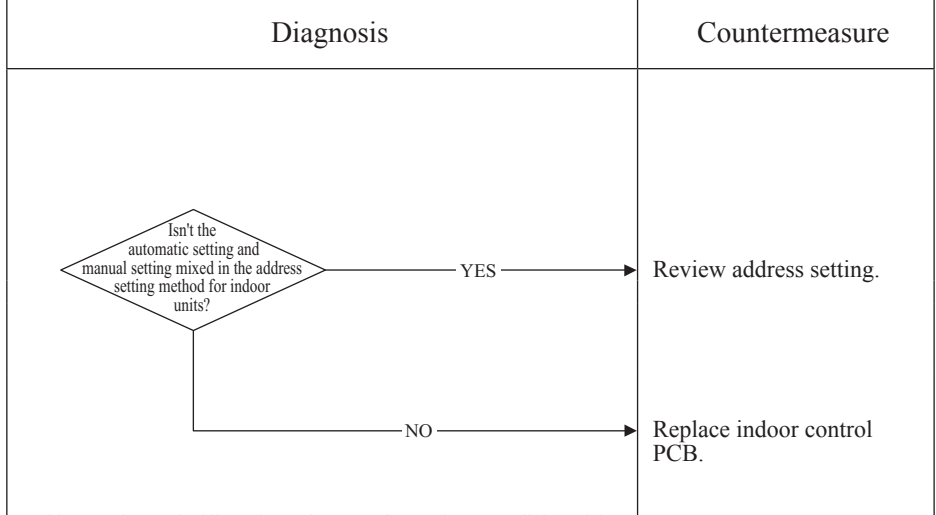 Diagnosis
Countermeasure
Isn't the
automatic setting and
manual setting mixed in the address
setting method for indoor
units?
YES
Review address setting.
NO
Replace indoor control
PCB.